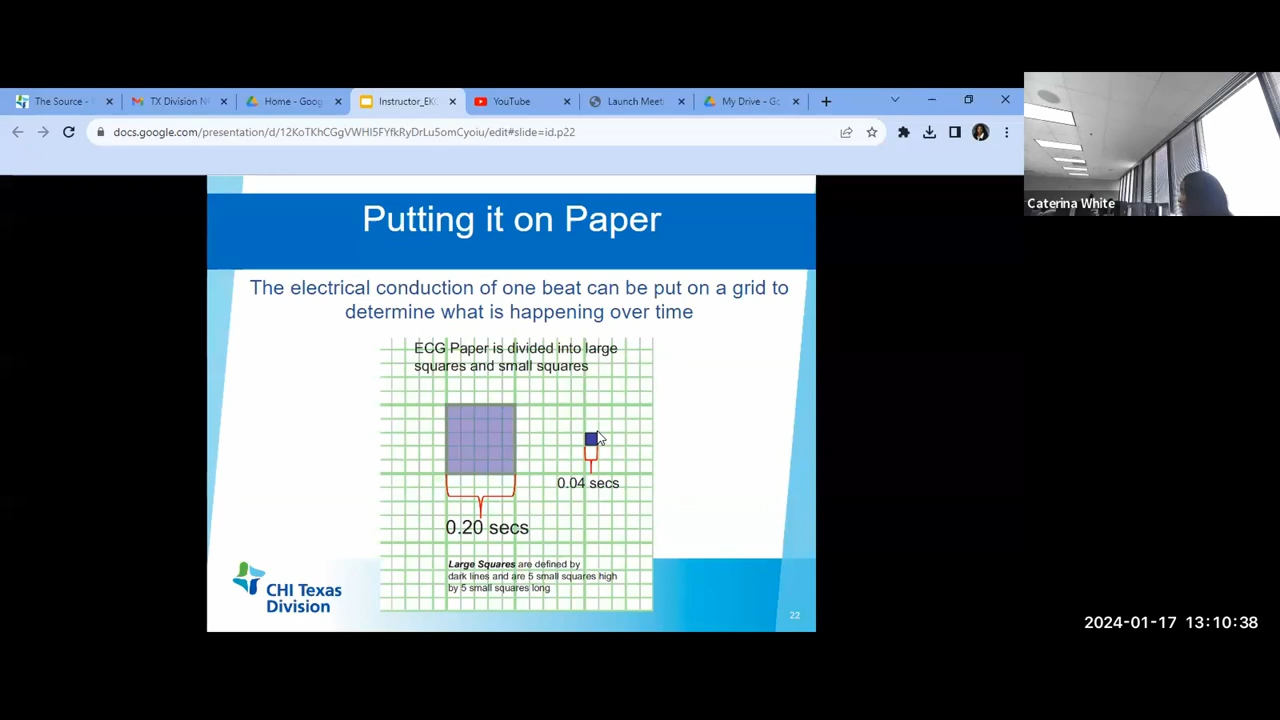 The Source -
TX Division N
Home - Goog
Instructor_EK
YouTube
Launch Meeti
My Drive - Go
docs.google.com/presentation/d/12KoTKhCGgVWHI5FYfkRyDrLu5omCyoiu/edit#slide=id.p22
Caterina White
Putting it on Paper
The electrical conduction of one beat can be put on a grid to
determine what is happening over time
ECG Paper is divided into large
squares and small squares
0.04 secs
0.20 secs
Large Squares are defined by
dark lines and are 5 small squares high
by 5 small squares long
CHI Texas
Division
22
2024-01-17 13:10:38